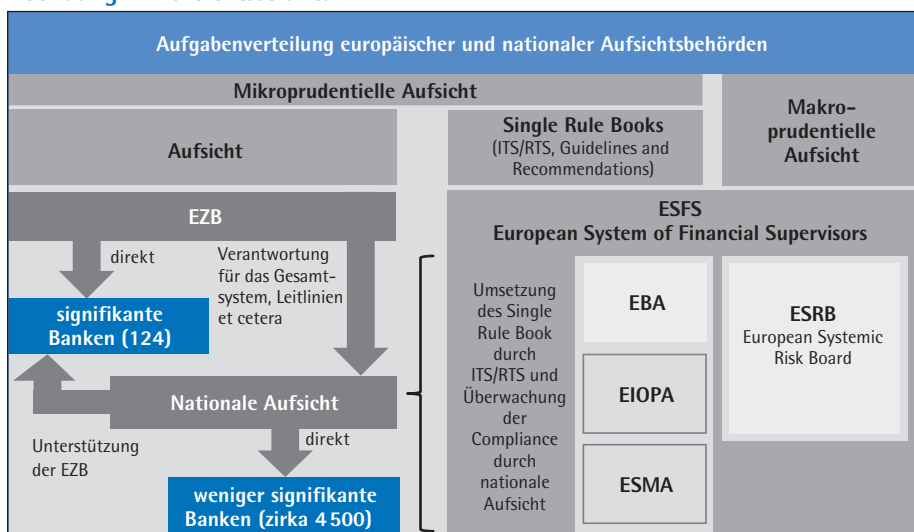 Aufgabenverteilung europäischer und nationaler Aufsichtsbehörden
Mikroprudentielle Aufsicht
Makro-
prudentielle
Aufsicht
Aufsicht
Single Rule Books
(ITS/RTS, Guidelines and
Recommendations)
EZB
ESFS
European System of Financial Supervisors
direkt
Verantwortung
für das Gesamt-
system, Leitlinien
et cetera
signifikante
Banken (124)
Nationale Aufsicht
Unterstützung
der EZB
direkt
weniger signifikante
Banken (zirka 4 500)
Umsetzung
des Single
Rule Book
durch
ITS/RTS und
Überwachung
der
Compliance
durch
nationale
Aufsicht
EBA
EIOPA
ESMA
ESRB
European Systemic
Risk Board